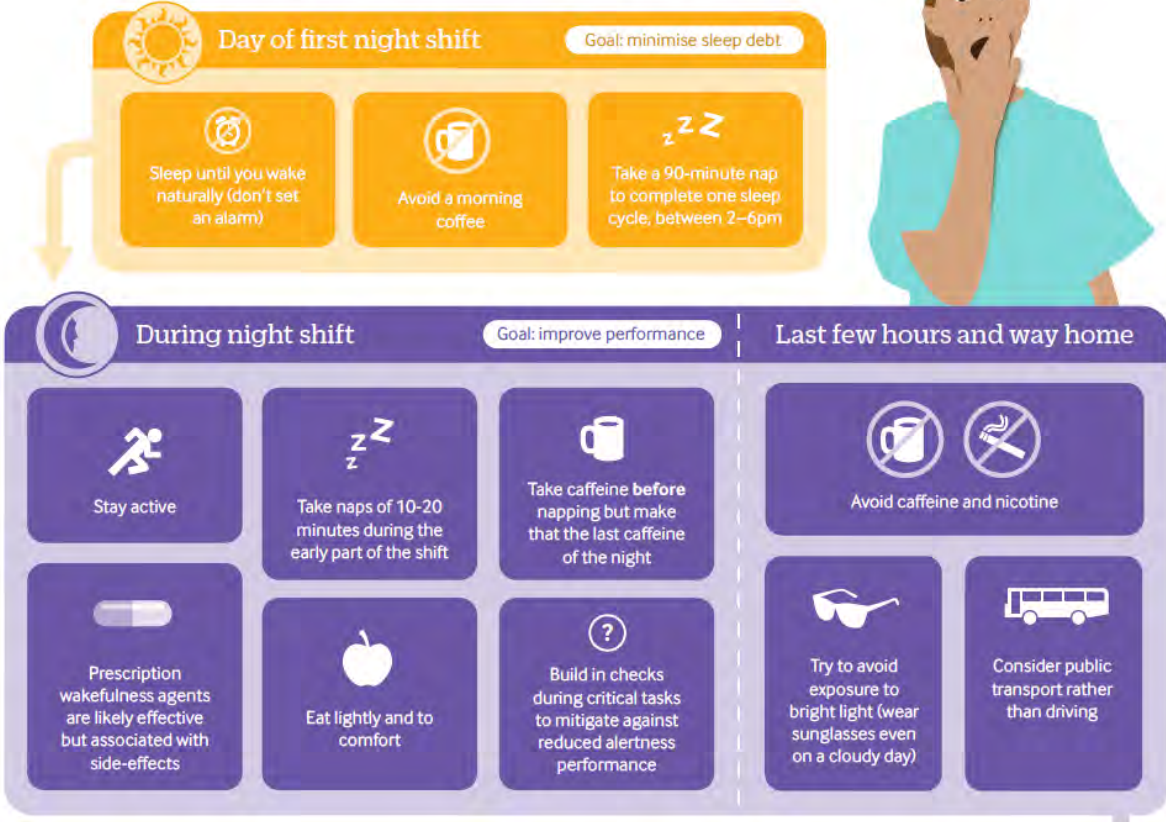 Day of first night shift
Goal: minimise sleep debt
Sleep until you wake
naturally (don't set
an alarm)
Avoid a morning
coffee
z z Z
Take a 90-minute nap
to complete one sleep
cycle, between 2–6pm
During night shift
Goal: improve performance
Stay active
z z Z
Take naps of 10-20
minutes during the
early part of the shift
Take caffeine before
napping but make
that the last caffeine
of the night
Prescription
wakefulness agents
are likely effective
but associated with
side-effects
Eat lightly and to
comfort
?
Build in checks
during critical tasks
to mitigate against
reduced alertness
performance
Last few hours and way home
Avoid caffeine and nicotine
Try to avoid
exposure to
bright light (wear
sunglasses even
on a cloudy day)
Consider public
transport rather
than driving